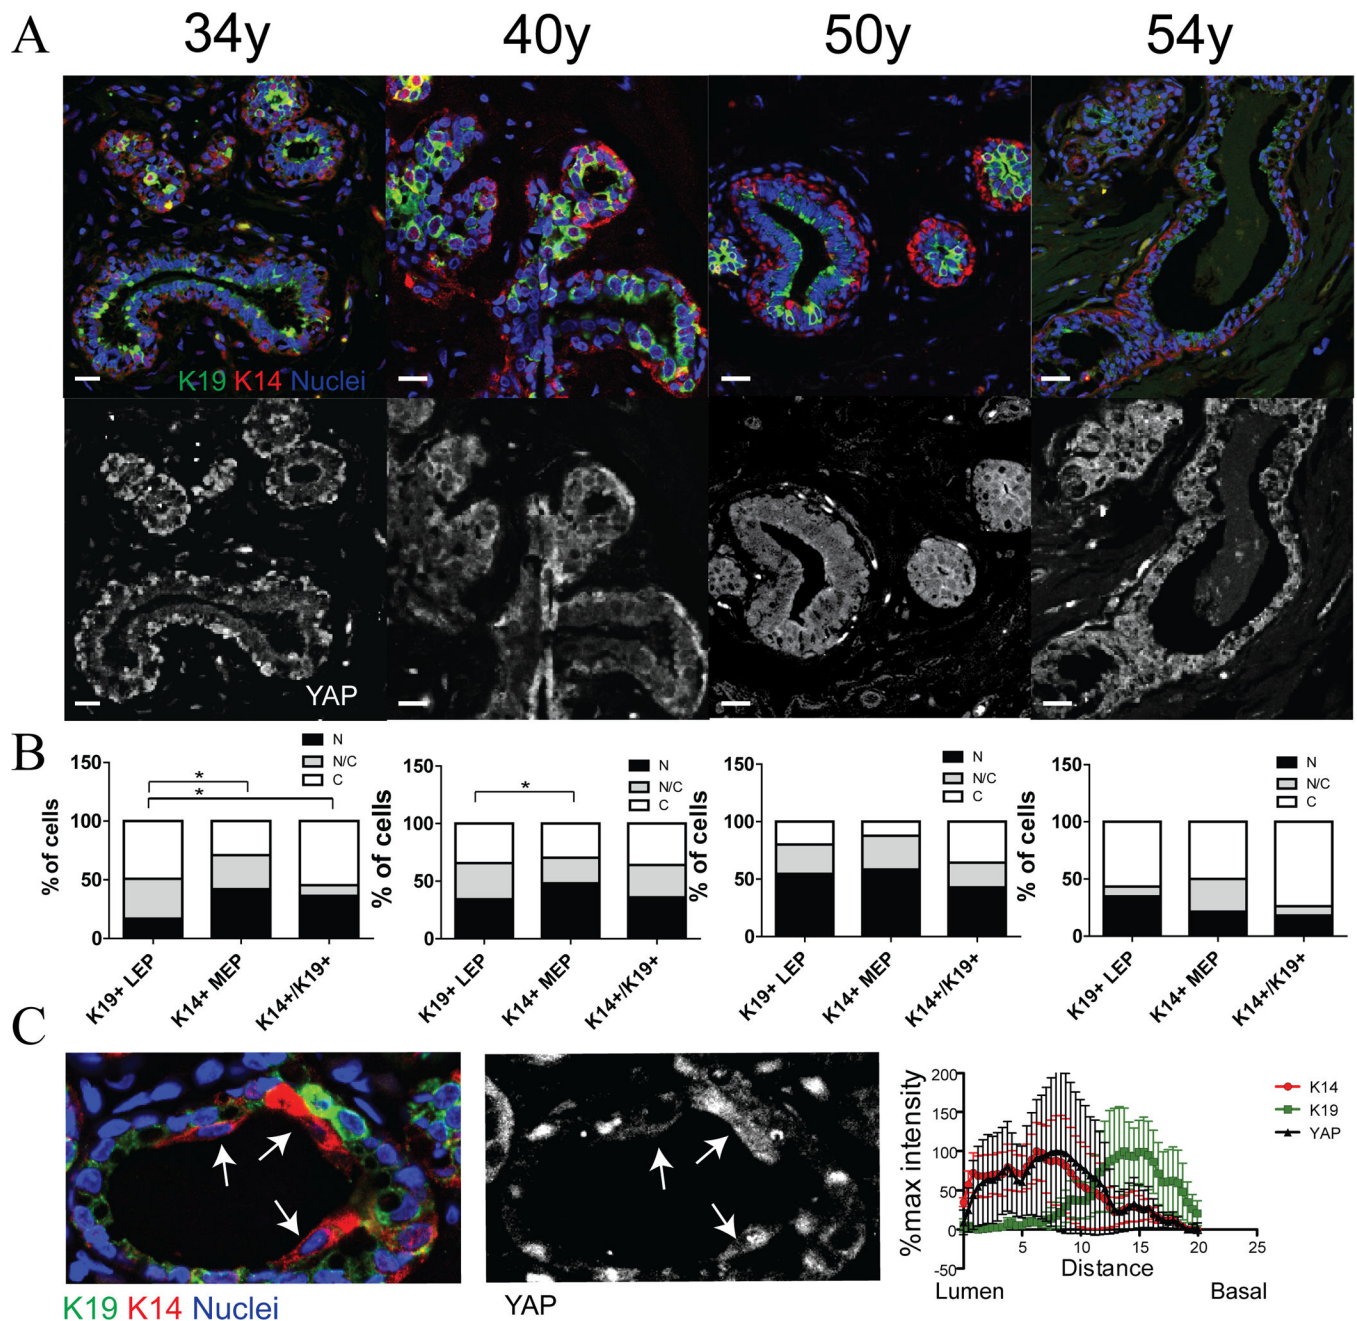 A
34y 40y 50y 54y
K19 K14 Nuclei
YAP
B
150
100
50
0
% of cells
*
*
N
N/C
C
K19+ LEP
K14+ MEP
K14+/K19+
150
100
50
0
% of cells
*
N
N/C
C
K19+ LEP
K14+ MEP
K14+/K19+
150
100
50
0
% of cells
N
N/C
C
K19+ LEP
K14+ MEP
K14+/K19+
150
100
50
0
% of cells
N
N/C
C
K19+ LEP
K14+ MEP
K14+/K19+
C
K19 K14 Nuclei
YAP
%max intensity
200
150
100
50
0
-50
5 10 15 20 25
Distance
Lumen Basal
K14
K19
YAP